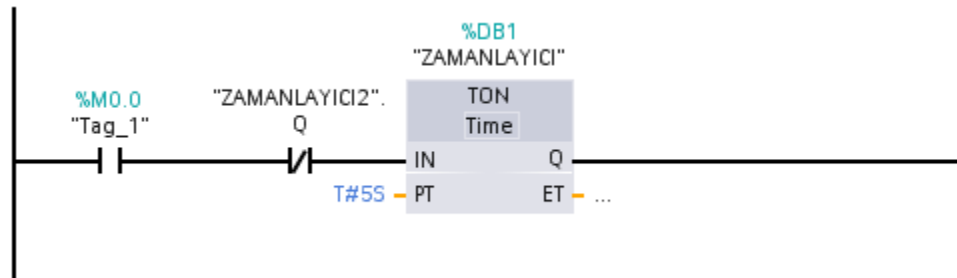 %DB1
"ZAMANLAYICI"
%M0.0
"Tag_1"
"ZAMANLAYICI2".
Q
TON
Time
IN
Q
T#5S
PT
ET
...